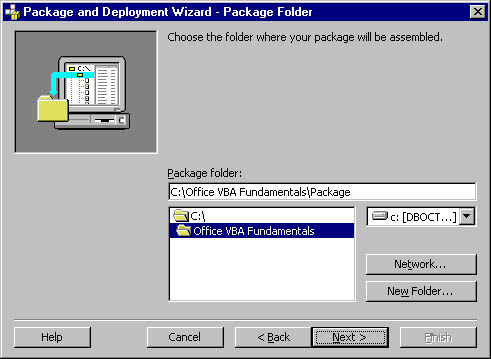 Package and Deployment Wizard - Package Folder
Choose the folder where your package will be assembled.
C:\
Package folder:
C:\Office VBA Fundamentals\Package
C:\
Office VBA Fundamentals
c: [DBOCT...]
Network...
New Folder...
Help
Cancel
< Back
Next >
Finish